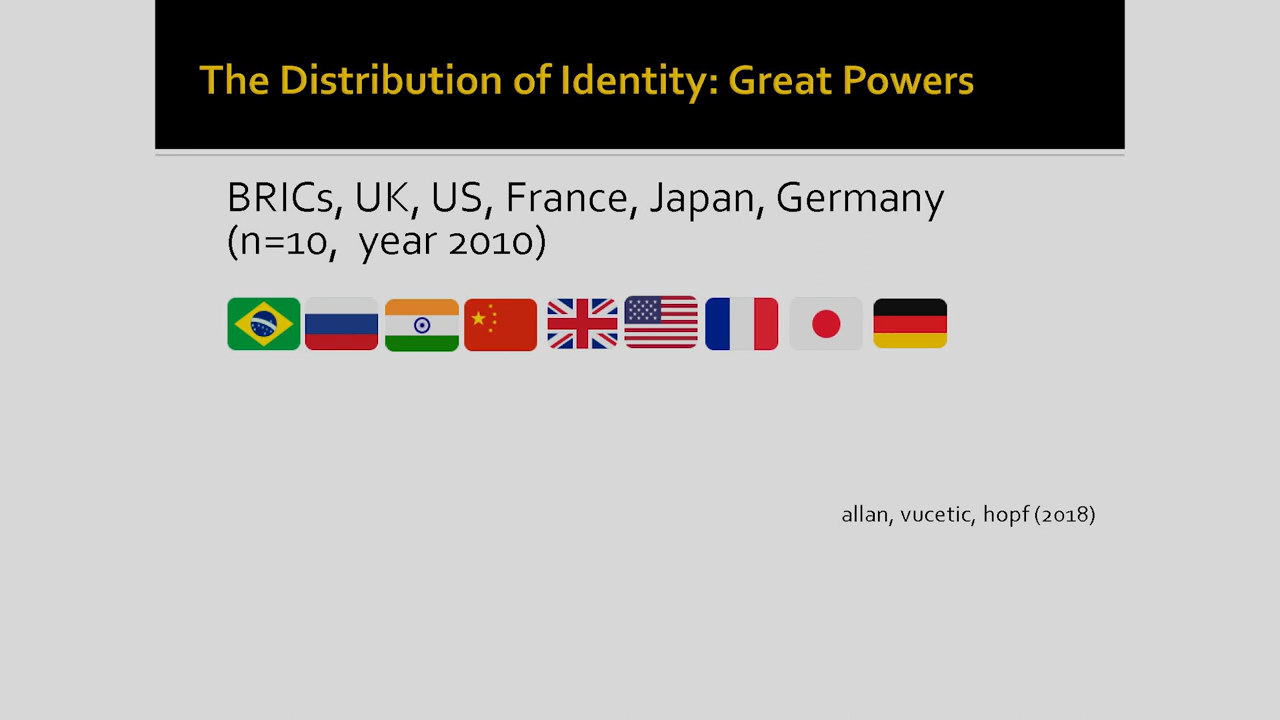 The Distribution of Identity: Great Powers
BRICs, UK, US, France, Japan, Germany
(n=10, year 2010)
allan, vucetic, hopf (2018)